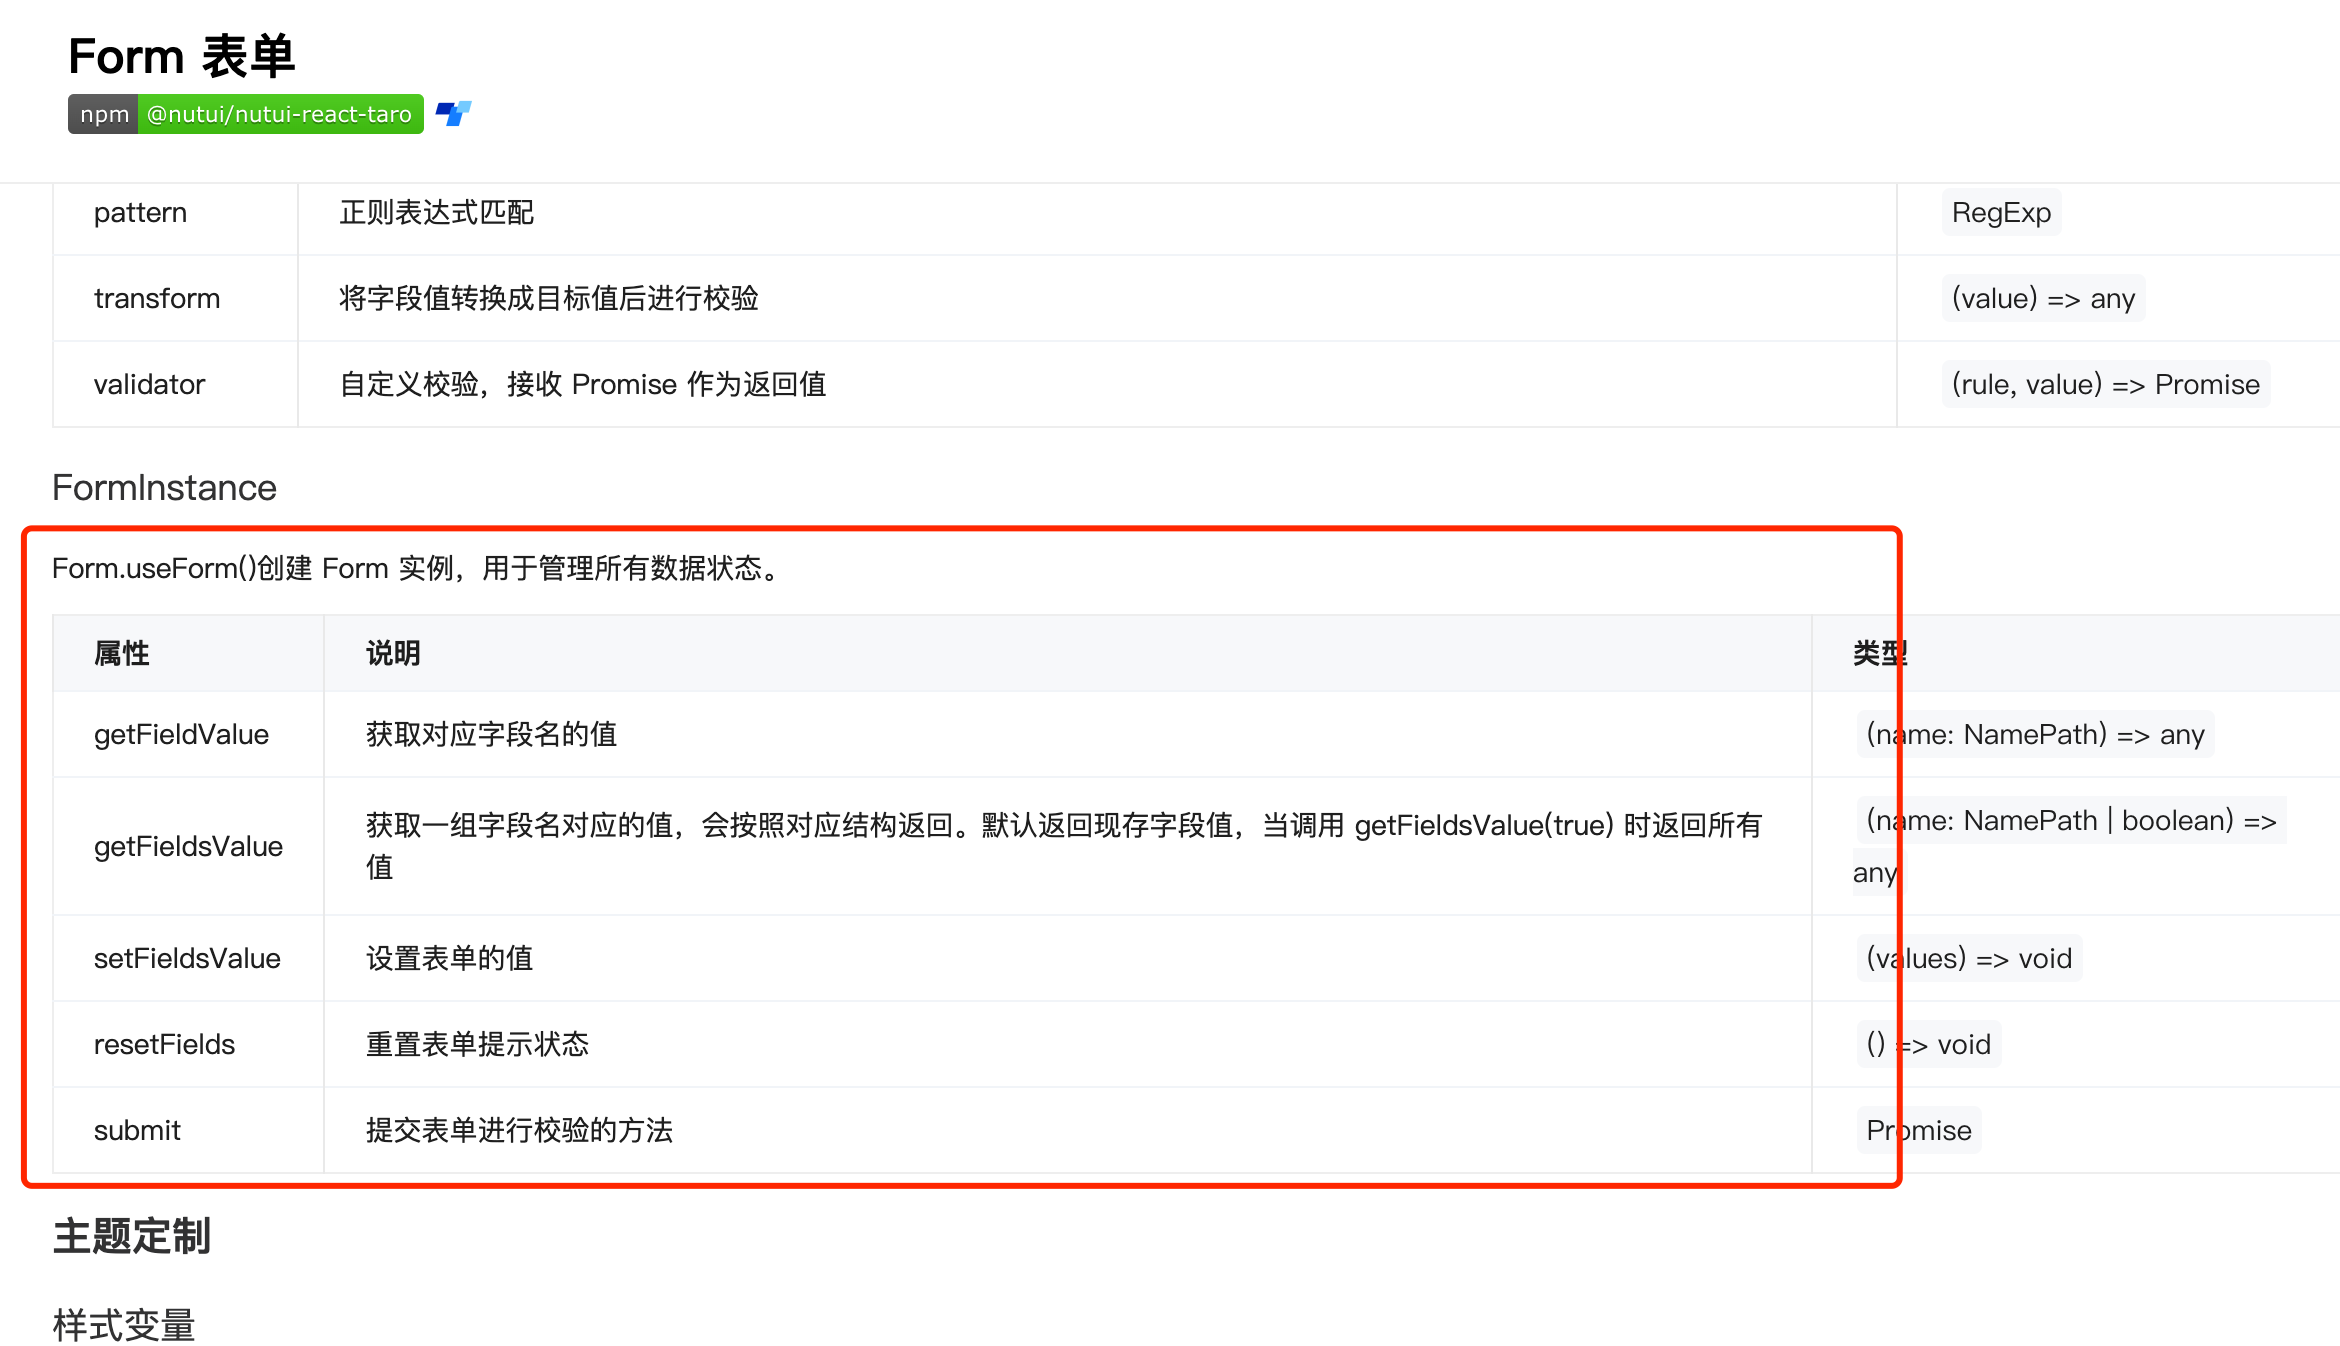 Form 表单
npm @nutui/nutui-react-taro
pattern 正则表达式匹配 RegExp
transform 将字段值转换成目标值后进行校验 (value) => any
validator 自定义校验，接收 Promise 作为返回值 (rule, value) => Promise
FormInstance
Form.useForm()创建 Form 实例，用于管理所有数据状态。
属性 说明 类型
getFieldValue 获取对应字段名的值 (name: NamePath) => any
getFieldsValue 获取一组字段名对应的值，会按照对应结构返回。默认返回现存字段值，当调用 getFieldsValue(true) 时返回所有
值
(name: NamePath | boolean) =>
any
setFieldsValue 设置表单的值 (values) => void
resetFields 重置表单提示状态 () => void
submit 提交表单进行校验的方法 Promise
主题定制
样式变量